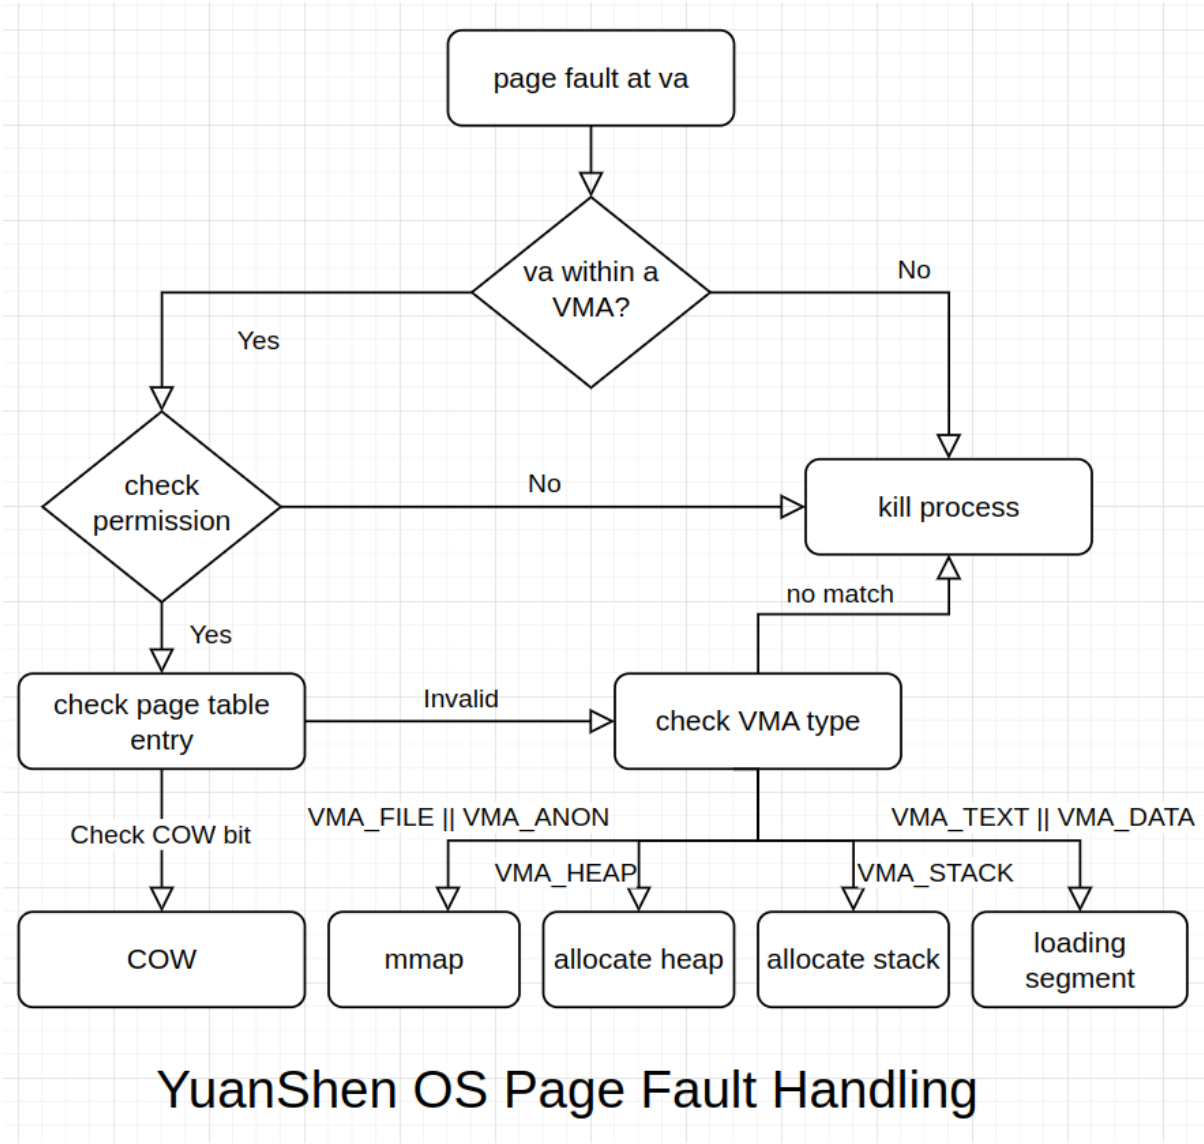 page fault at va
va within a
VMA?
No
Yes
check
permission
No
kill process
no match
Yes
check page table
entry
Invalid
check VMA type
VMA_FILE || VMA_ANON
VMA_TEXT || VMA_DATA
Check COW bit
VMA_HEAP
VMA_STACK
COW
mmap
allocate heap
allocate stack
loading
segment
YuanShen OS Page Fault Handling